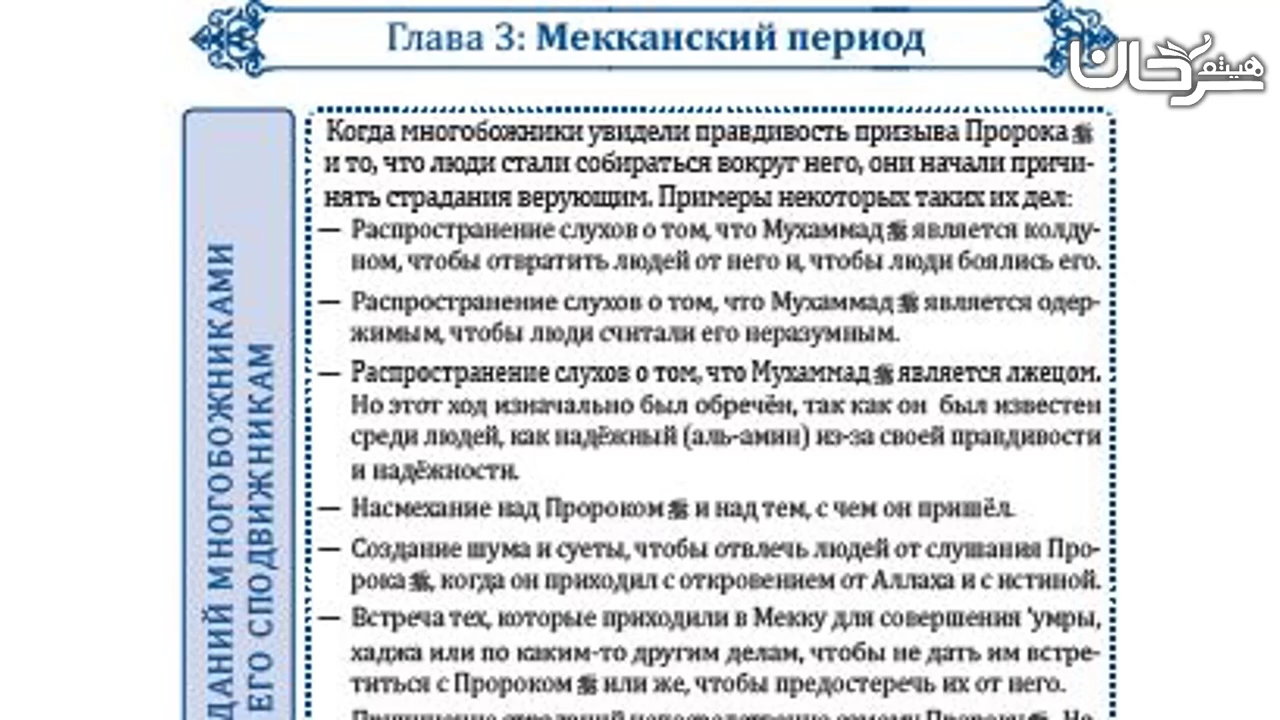 Глава 3: Мекканский период
هيثم سرحان
ДАНИЙ МНОГОБОЖНИКАМИ
ЕГО СПОДВИЖНИКАМ
Когда многобожники увидели правдивость призыва Пророка ﷺ
и то, что люди стали собираться вокруг него, они начали причи-
нять страдания верующим. Примеры некоторых таких их дел:
— Распространение слухов о том, что Мухаммад ﷺ является колду-
ном, чтобы отвратить людей от него и, чтобы люди боялись его.
— Распространение слухов о том, что Мухаммад ﷺ является одер-
жимым, чтобы люди считали его неразумным.
— Распространение слухов о том, что Мухаммад ﷺ является лжецом.
Но этот ход изначально был обречён, так как он был известен
среди людей, как надёжный (аль-амин) из-за своей правдивости
и надёжности.
— Насмехание над Пророком ﷺ и над тем, с чем он пришёл.
— Создание шума и суеты, чтобы отвлечь людей от слушания Про-
рока ﷺ, когда он приходил с откровением от Аллаха и с истиной.
— Встреча тех, которые приходили в Мекку для совершения ‘умры,
хаджа или по каким-то другим делам, чтобы не дать им встре-
титься с Пророком ﷺ или же, чтобы предостеречь их от него.